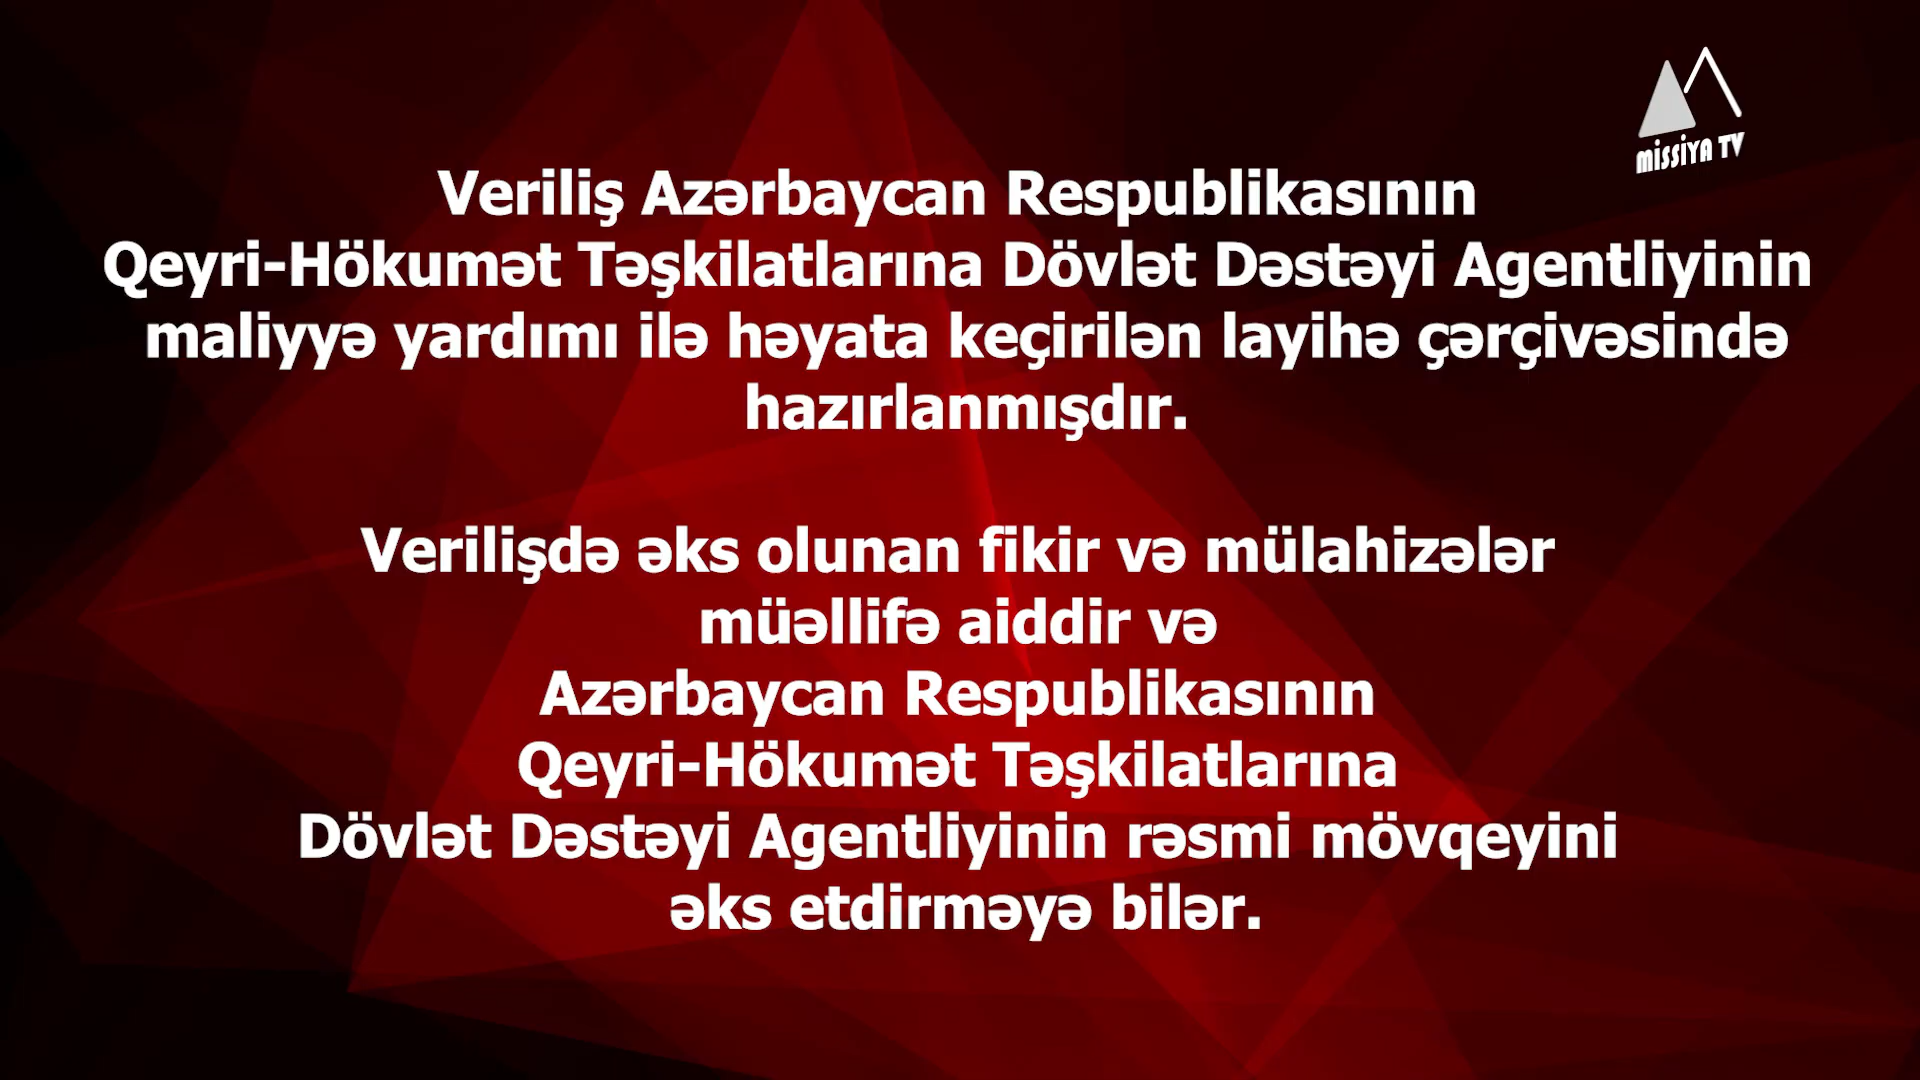 missiya TV
Veriliş Azərbaycan Respublikasının
Qeyri-Hökumət Təşkilatlarına Dövlət Dəstəyi Agentliyinin
maliyyə yardımı ilə həyata keçirilən layihə çərçivəsində
hazırlanmışdır.
Verilişdə əks olunan fikir və mülahizələr
müəllifə aiddir və
Azərbaycan Respublikasının
Qeyri-Hökumət Təşkilatlarına
Dövlət Dəstəyi Agentliyinin rəsmi mövqeyini
əks etdirməyə bilər.